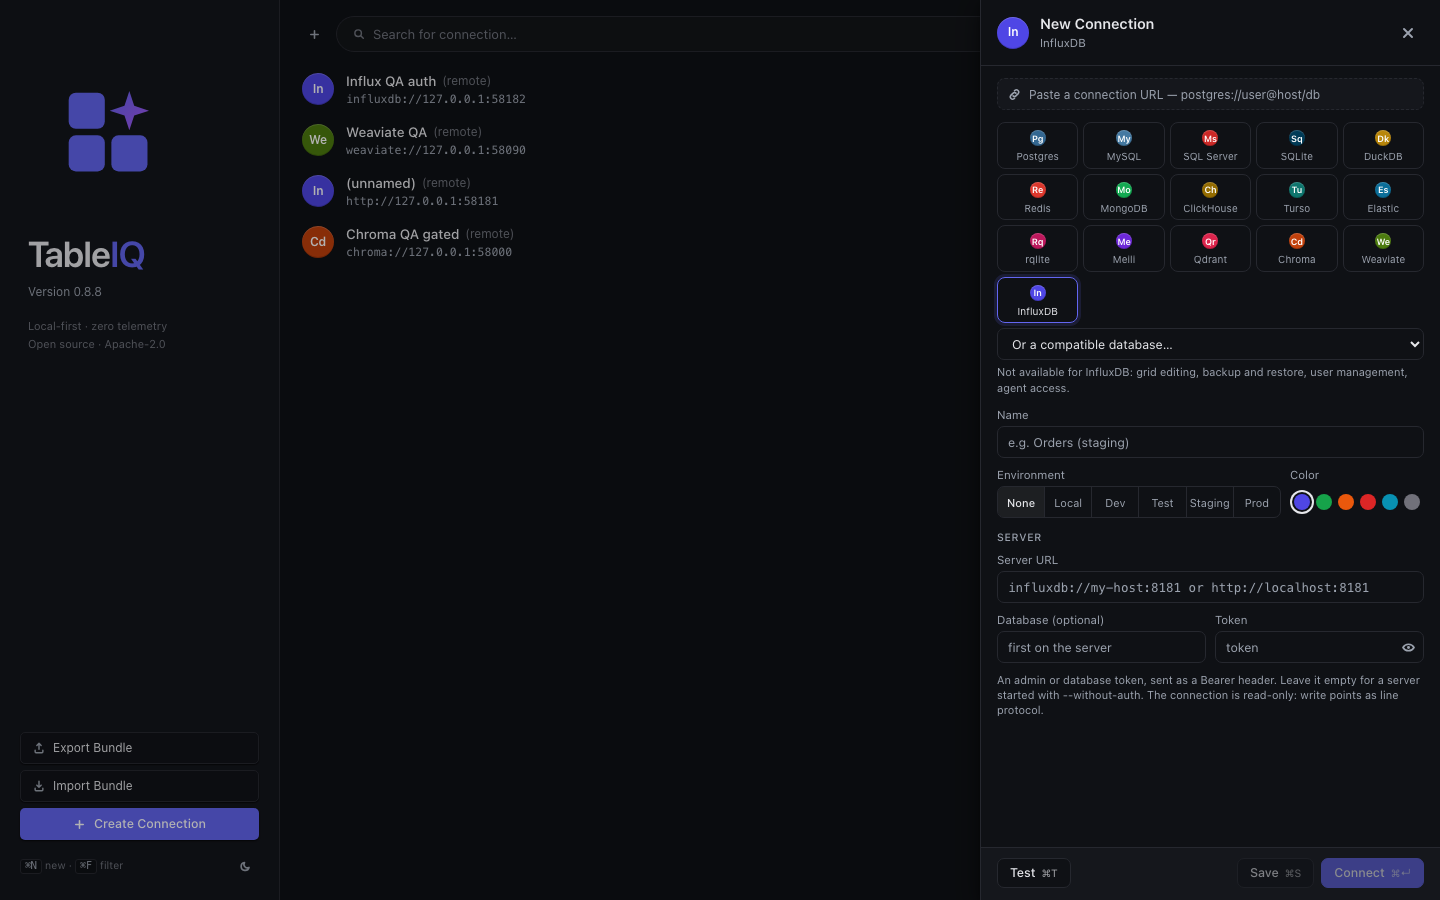 TableIQ
Version 0.8.8
Local-first · zero telemetry
Open source · Apache-2.0
Export Bundle
Import Bundle
+ Create Connection
⌘N new · ⌘F filter
+
Search for connection...
In
Influx QA auth (remote)
influxdb://127.0.0.1:58182
We
Weaviate QA (remote)
weaviate://127.0.0.1:58090
In
(unnamed) (remote)
http://127.0.0.1:58181
Cd
Chroma QA gated (remote)
chroma://127.0.0.1:58000
In
New Connection
InfluxDB
Paste a connection URL — postgres://user@host/db
Pg My Ms Sq Dk
Postgres MySQL SQL Server SQLite DuckDB
Re Mo Ch Tu Es
Redis MongoDB ClickHouse Turso Elastic
Rq Me Qr Cd We
rqlite Meili Qdrant Chroma Weaviate
In
InfluxDB
Or a compatible database...
Not available for InfluxDB: grid editing, backup and restore, user management,
agent access.
Name
e.g. Orders (staging)
Environment Color
None Local Dev Test Staging Prod
SERVER
Server URL
influxdb://my-host:8181 or http://localhost:8181
Database (optional) Token
first on the server token
An admin or database token, sent as a Bearer header. Leave it empty for a server
started with --without-auth. The connection is read-only: write points as line
protocol.
Test ⌘T Save ⌘S Connect ⌘↵